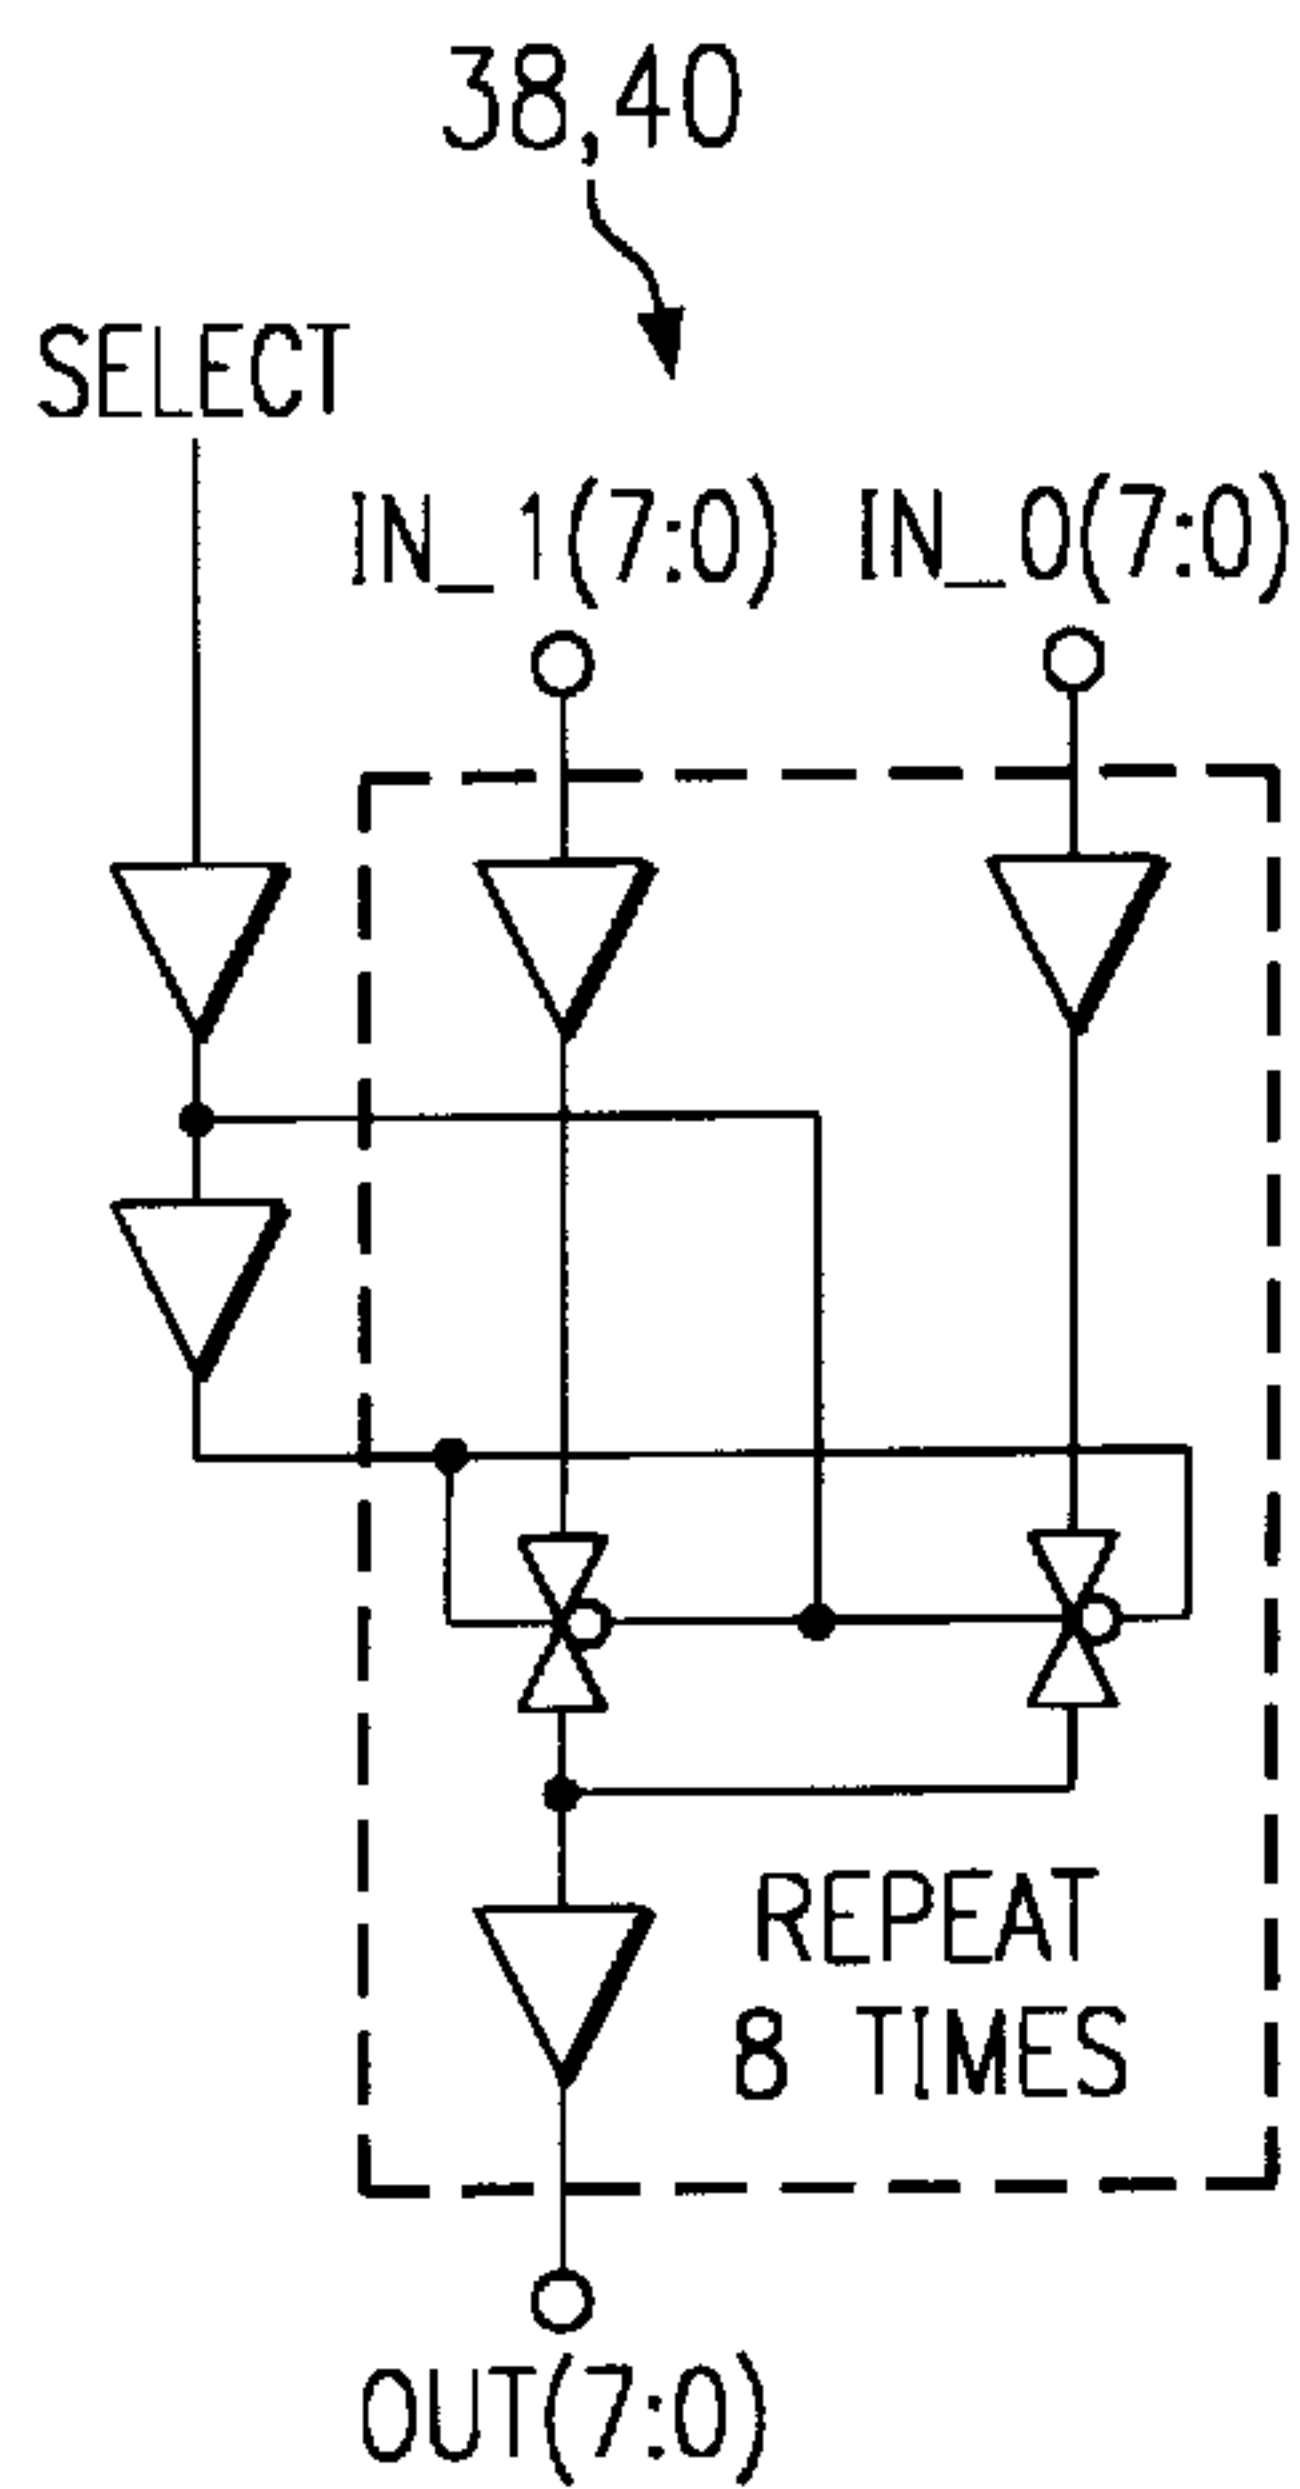 38,40
SELECT
IN_1(7:0)
IN_0(7:0)
REPEAT
8 TIMES
OUT(7:0)